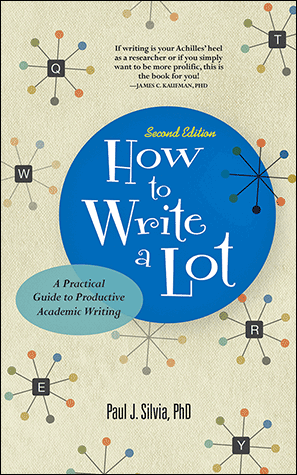 T
Q
If writing is your Achilles' heel
as a researcher or if you simply
want to be more prolific, this is
the book for you!
—JAMES C. KAUFMAN, PHD
Second Edition
W
How
to
Write
a Lot
A Practical
Guide to Productive
Academic Writing
R
E
Paul J. Silvia, PhD
Y